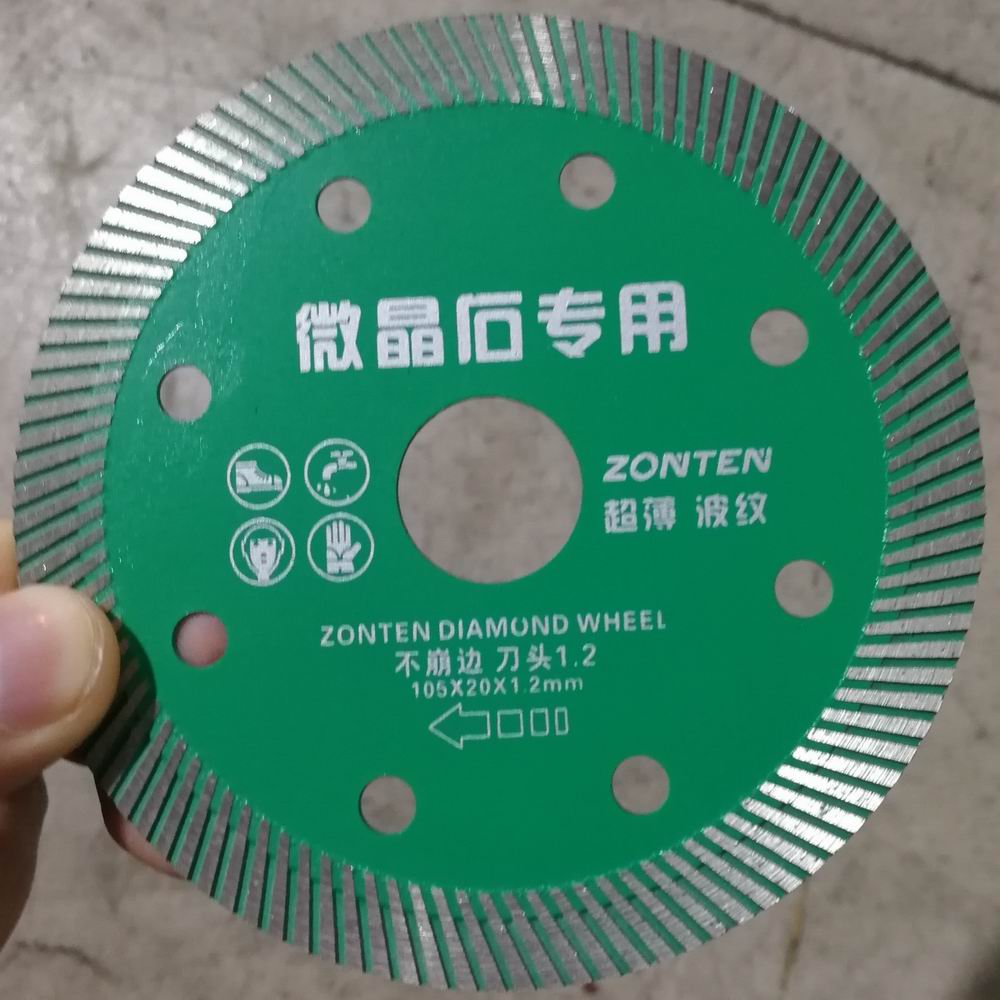 微晶石专用
ZONTEN
超薄 波纹
ZONTEN DIAMOND WHEEL
不崩边 刀头1.2
105X20X1.2mm